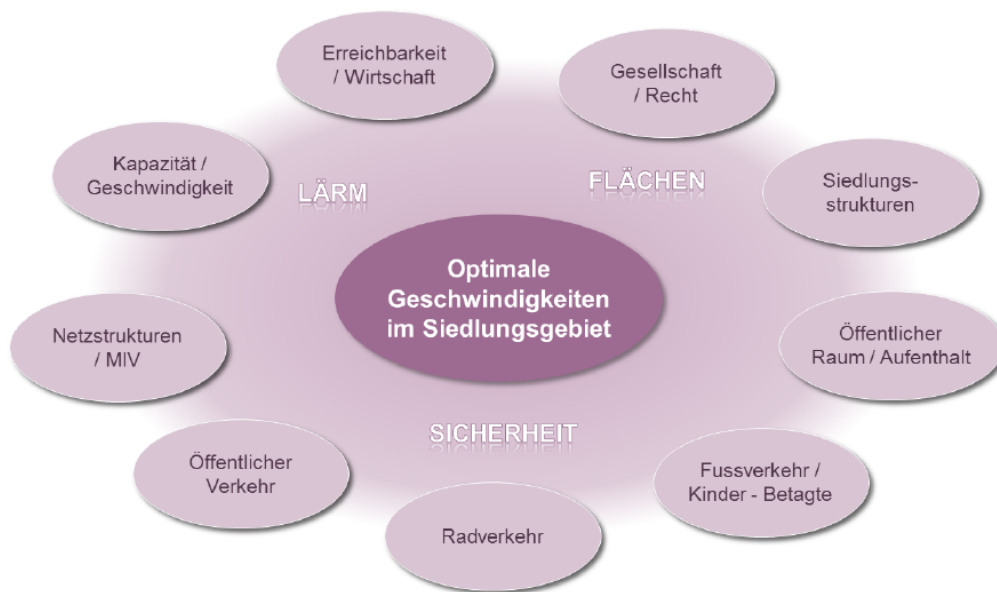 Erreichbarkeit
/ Wirtschaft
Gesellschaft
/ Recht
Kapazität /
Geschwindigkeit
LÄRM
FLÄCHEN
Siedlungs-
strukturen
Optimale
Geschwindigkeiten
im Siedlungsgebiet
Netzstrukturen
/ MIV
Öffentlicher
Raum / Aufenthalt
SICHERHEIT
Öffentlicher
Verkehr
Fussverkehr /
Kinder - Betagte
Radverkehr